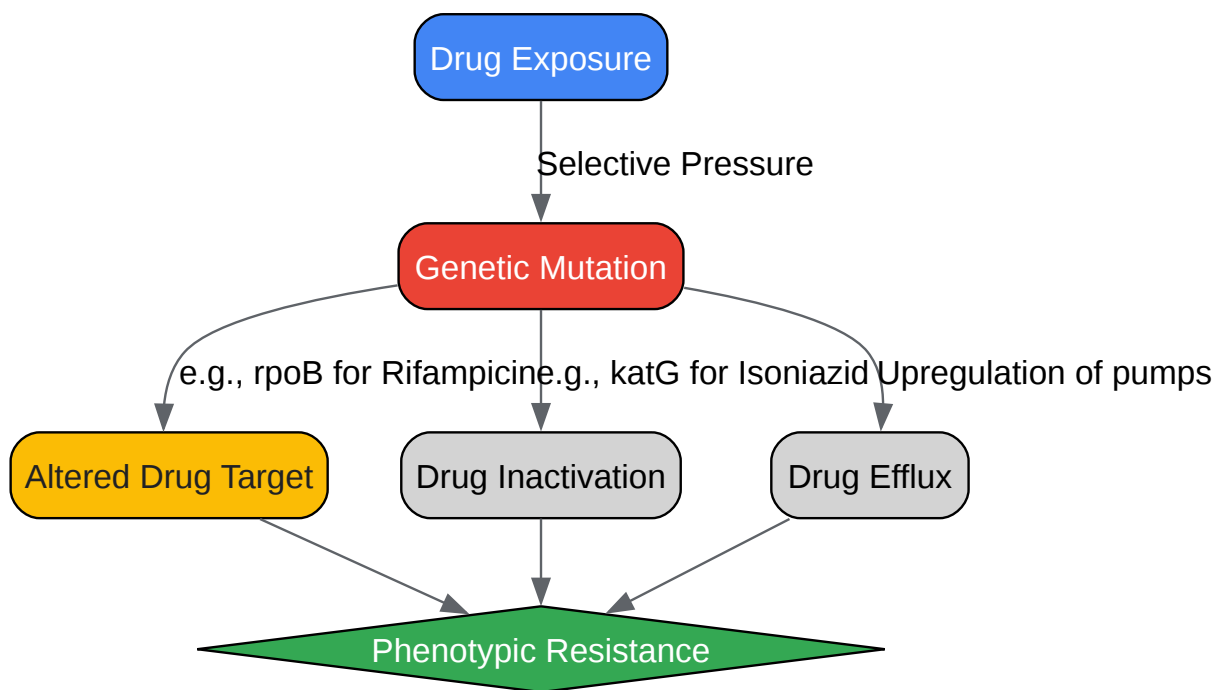 Drug Exposure
Selective Pressure
Genetic Mutation
e.g., rpoB for Rifampicin
e.g., katG for Isoniazid
Upregulation of pumps
Altered Drug Target
Drug Inactivation
Drug Efflux
Phenotypic Resistance